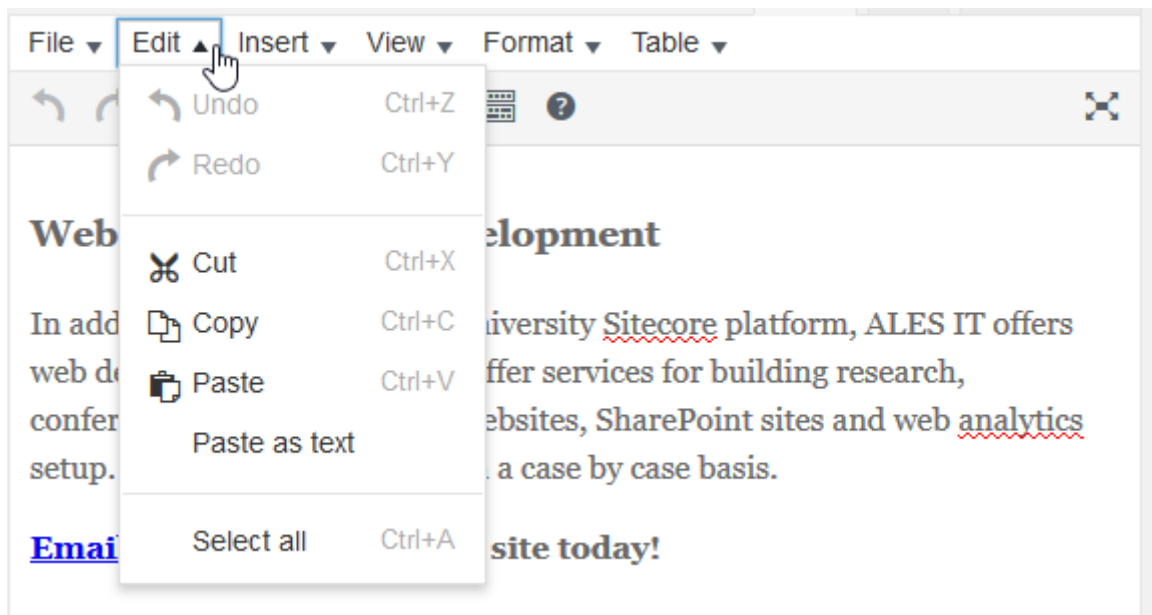 File Edit Insert View Format Table
Undo Ctrl+Z
Redo Ctrl+Y
Web elopment
Cut Ctrl+X
In add iversity Sitecore platform, ALES IT offers
Copy Ctrl+C
web de ffer services for building research,
Paste Ctrl+V
confer ebsites, SharePoint sites and web analytics
Paste as text
setup. a case by case basis.
Select all Ctrl+A
Emai site today!